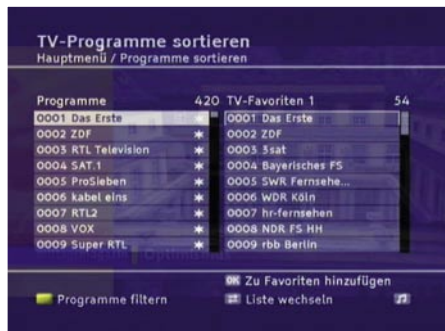 TV-Programme sortieren
Hauptmenü / Programme sortieren
Programme 420 TV-Favoriten 1 54
0001 Das Erste * 0001 Das Erste
0002 ZDF * 0002 ZDF
0003 RTL Television * 0003 3sat
0004 SAT.1 * 0004 Bayerisches FS
0005 ProSieben * 0005 SWR Fernsehe...
0006 kabel eins * 0006 WDR Köln
0007 RTL2 * 0007 hr-fernsehen
0008 VOX * 0008 NDR FS HH
0009 Super RTL * 0009 rbb Berlin
OK Zu Favoriten hinzufügen
Programme filtern Liste wechseln